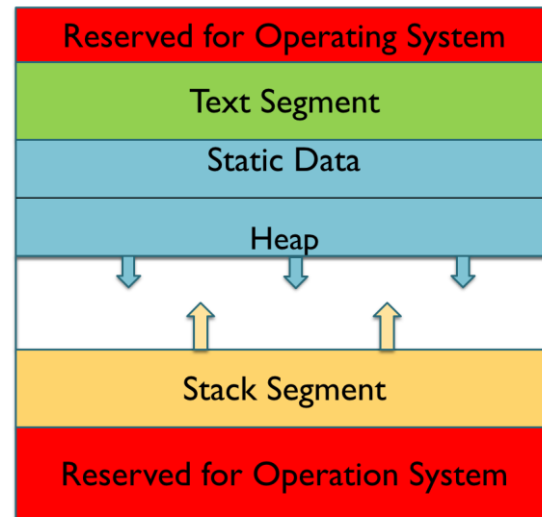 Reserved for Operating System
Text Segment
Static Data
Heap
Stack Segment
Reserved for Operation System